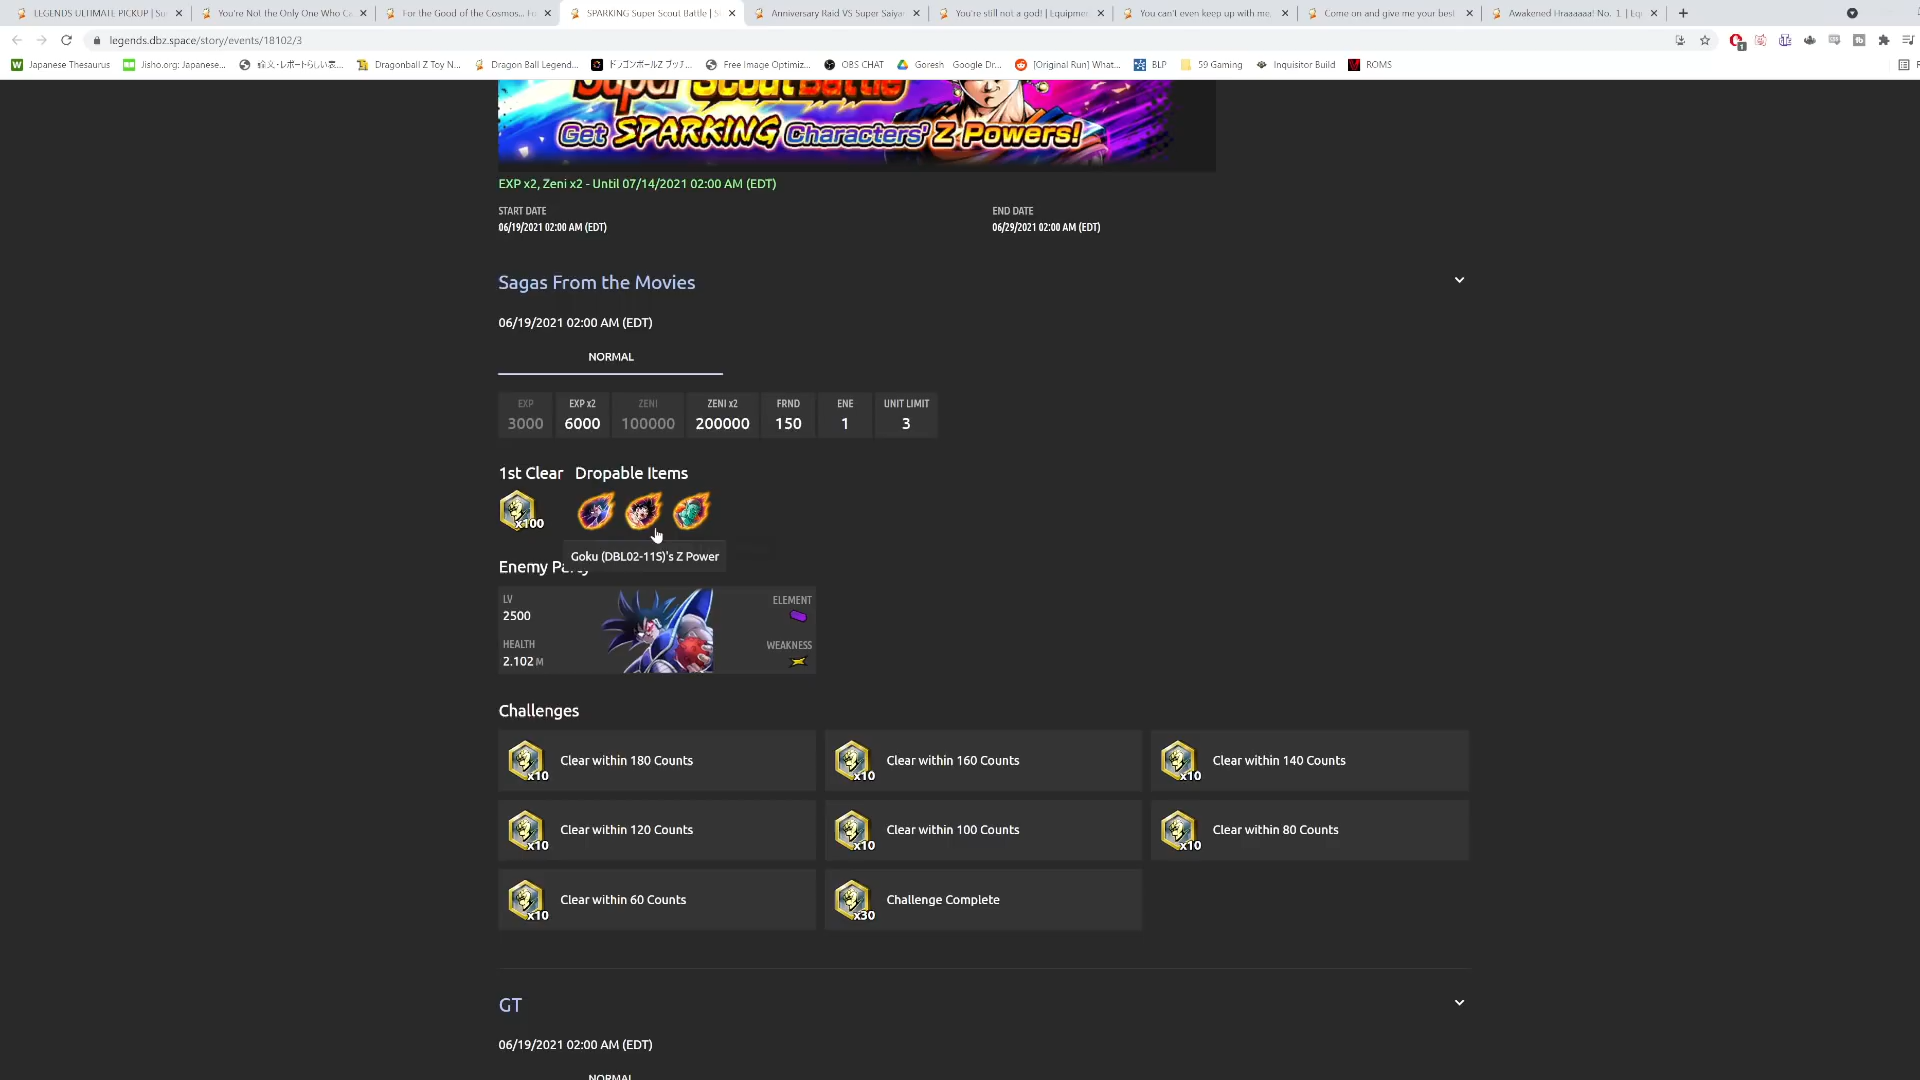 LEGENDS ULTIMATE PICKUP | Su
You're Not the Only One Who Ca
For the Good of the Cosmos... Fo
SPARKING Super Scout Battle | S
Anniversary Raid VS Super Saiyan
You're still not a god! | Equipme
You can't even keep up with me
Come on and give me your best
Awakened Hraaaaaa! No. 1 | Eq
legends.dbz.space/story/events/18102/3
Japanese Thesaurus
Jisho.org: Japanese...
Dragonball Z Toy N...
Dragon Ball Legend...
Free Image Optimiz...
OBS CHAT
Goresh Google Dr...
[Original Run] What...
BLP
59 Gaming
Inquisitor Build
ROMS
Super Scout Battle
Get SPARKING Characters' Z Powers!
EXP x2, Zeni x2 - Until 07/14/2021 02:00 AM (EDT)
START DATE
06/19/2021 02:00 AM (EDT)
END DATE
06/29/2021 02:00 AM (EDT)
Sagas From the Movies
06/19/2021 02:00 AM (EDT)
NORMAL
EXP
3000
EXP x2
6000
ZENI
100000
ZENI x2
200000
FRND
150
ENE
1
UNIT LIMIT
3
1st Clear
Dropable Items
x100
Goku (DBL02-11S)'s Z Power
Enemy Party
LV
2500
HEALTH
2.102 M
ELEMENT
WEAKNESS
Challenges
x10
Clear within 180 Counts
x10
Clear within 160 Counts
x10
Clear within 140 Counts
x10
Clear within 120 Counts
x10
Clear within 100 Counts
x10
Clear within 80 Counts
x10
Clear within 60 Counts
x30
Challenge Complete
GT
06/19/2021 02:00 AM (EDT)
NORMAL